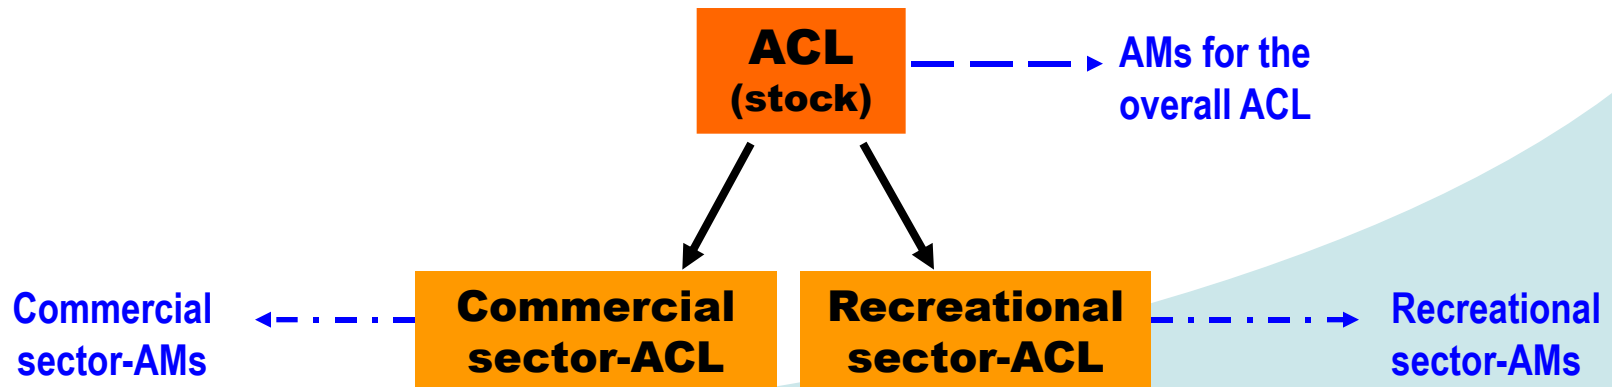 ACL
(stock)
AMs for the
overall ACL
Commercial
sector-AMs
Commercial
sector-ACL
Recreational
sector-ACL
Recreational
sector-AMs